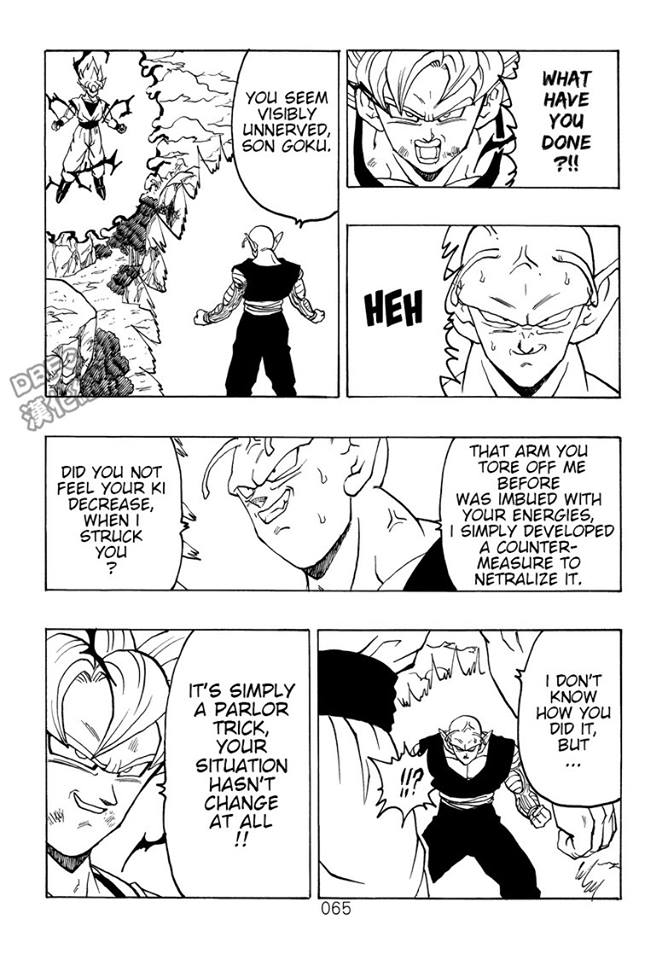 WHAT
HAVE
YOU
DONE
?!!
YOU SEEM
VISIBLY
UNNERVED,
SON GOKU.
HEH
THAT ARM YOU
TORE OFF ME
BEFORE
WAS IMBUED WITH
YOUR ENERGIES,
I SIMPLY DEVELOPED
A COUNTER-
MEASURE TO
NETRALIZE IT.
DID YOU NOT
FEEL YOUR KI
DECREASE,
WHEN I
STRUCK
YOU
?
I DON'T
KNOW
HOW YOU
DID IT,
BUT
...
!!?
IT'S SIMPLY
A PARLOR
TRICK,
YOUR
SITUATION
HASN'T
CHANGE
AT ALL
!!
065